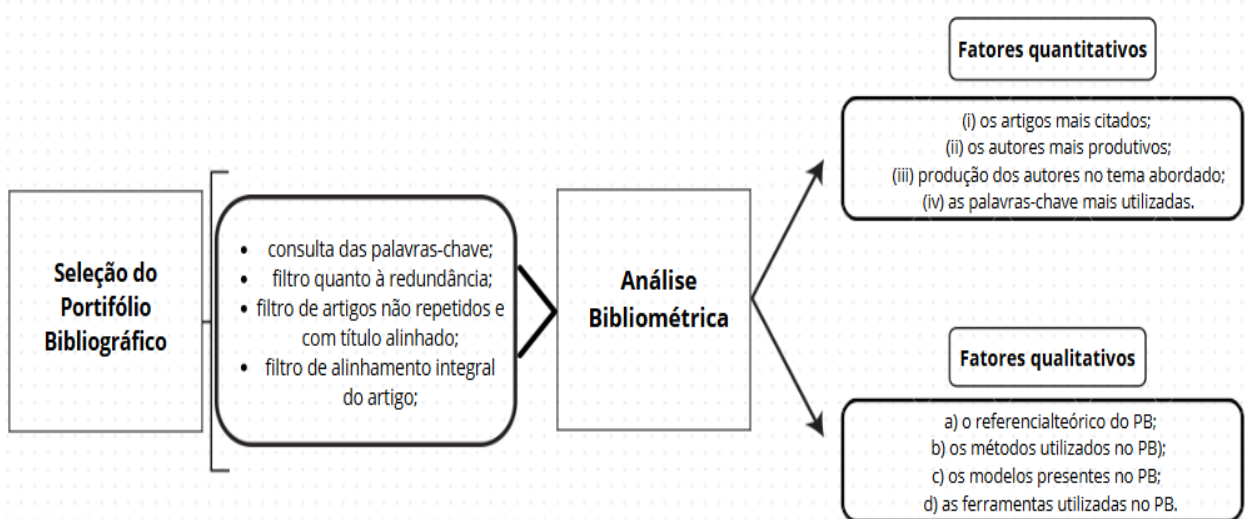 Seleção do
Portifólio
Bibliográfico
• consulta das palavras-chave;
• filtro quanto à redundância;
• filtro de artigos não repetidos e
com título alinhado;
• filtro de alinhamento integral
do artigo;
Análise
Bibliométrica
Fatores quantitativos
(i) os artigos mais citados;
(ii) os autores mais produtivos;
(iii) produção dos autores no tema abordado;
(iv) as palavras-chave mais utilizadas.
Fatores qualitativos
a) o referencialteórico do PB;
b) os métodos utilizados no PB);
c) os modelos presentes no PB;
d) as ferramentas utilizadas no PB.